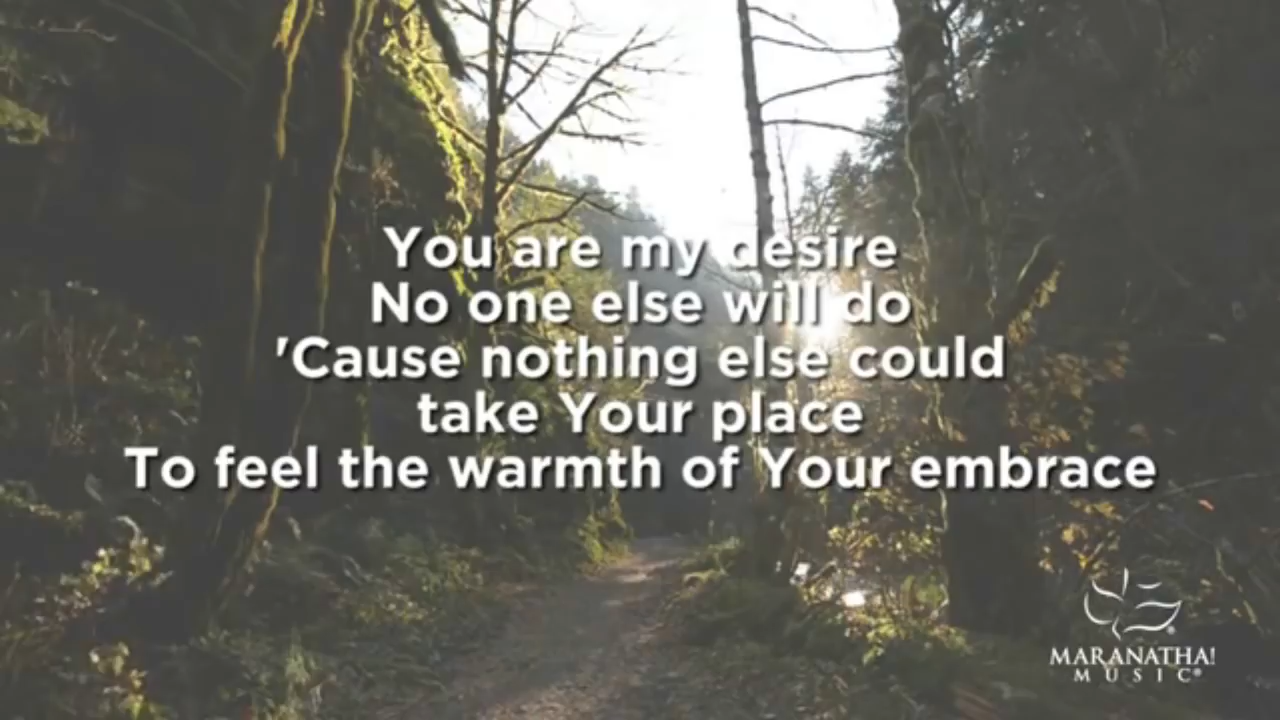 You are my desire
No one else will do
'Cause nothing else could
take Your place
To feel the warmth of Your embrace
MARANATHA!
MUSIC®